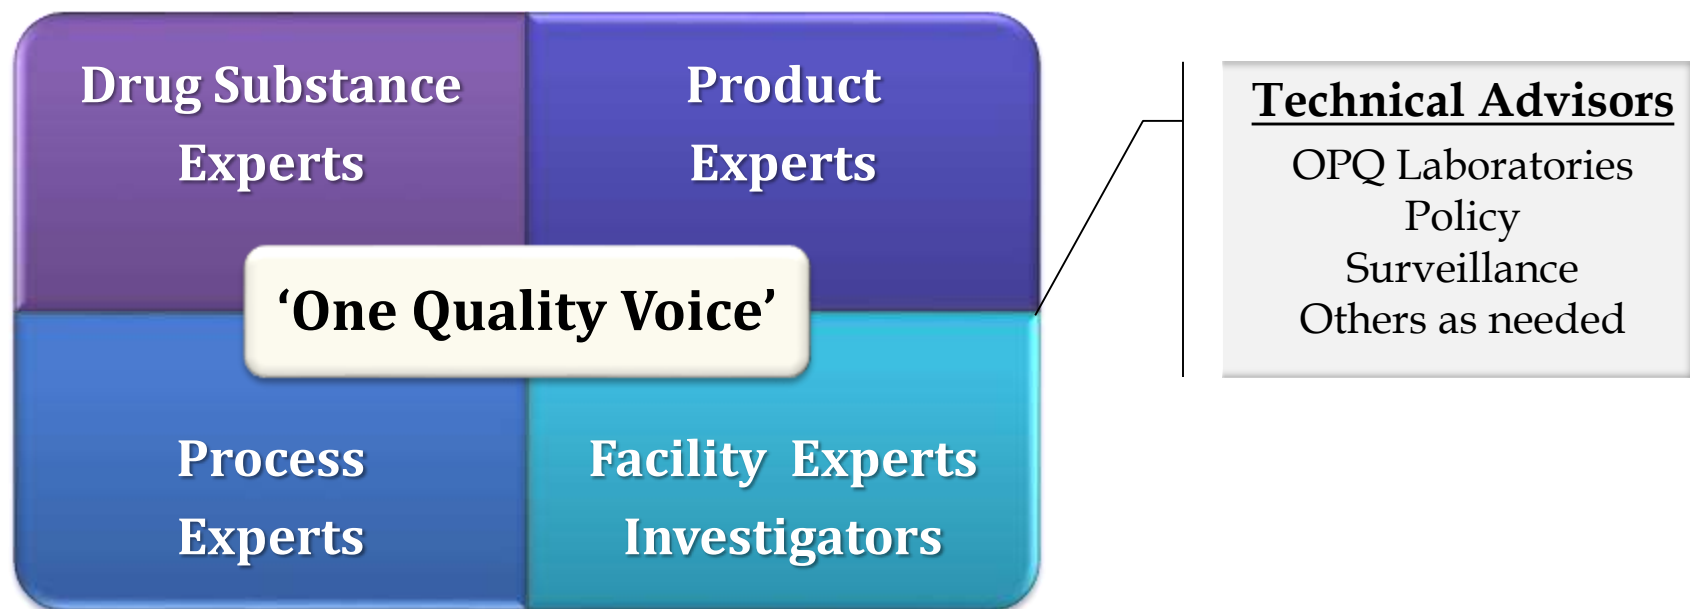 Drug Substance
Experts
Product
Experts
‘One Quality Voice’
Process
Experts
Facility Experts
Investigators
Technical Advisors
OPQ Laboratories
Policy
Surveillance
Others as needed